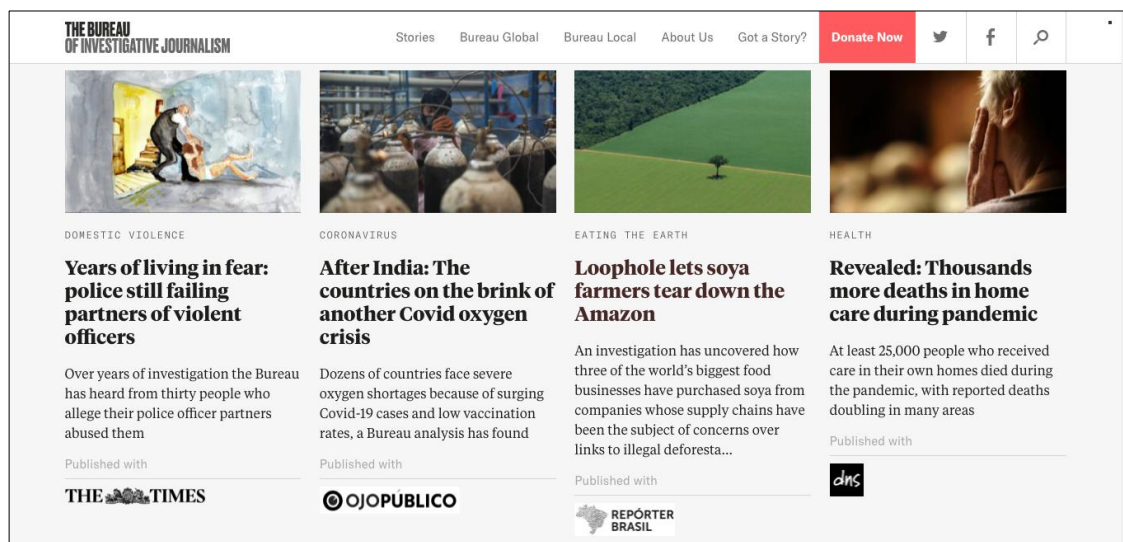 THE BUREAU
OF INVESTIGATIVE JOURNALISM
Stories Bureau Global Bureau Local About Us Got a Story? Donate Now
DOMESTIC VIOLENCE
Years of living in fear:
police still failing
partners of violent
officers
Over years of investigation the Bureau
has heard from thirty people who
allege their police officer partners
abused them
Published with
THE TIMES
CORONAVIRUS
After India: The
countries on the brink of
another Covid oxygen
crisis
Dozens of countries face severe
oxygen shortages because of surging
Covid-19 cases and low vaccination
rates, a Bureau analysis has found
Published with
OJOPÚBLICO
EATING THE EARTH
Loophole lets soya
farmers tear down the
Amazon
An investigation has uncovered how
three of the world's biggest food
businesses have purchased soya from
companies whose supply chains have
been the subject of concerns over
links to illegal deforesta...
Published with
REPÓRTER
BRASIL
HEALTH
Revealed: Thousands
more deaths in home
care during pandemic
At least 25,000 people who received
care in their own homes died during
the pandemic, with reported deaths
doubling in many areas
Published with
dns